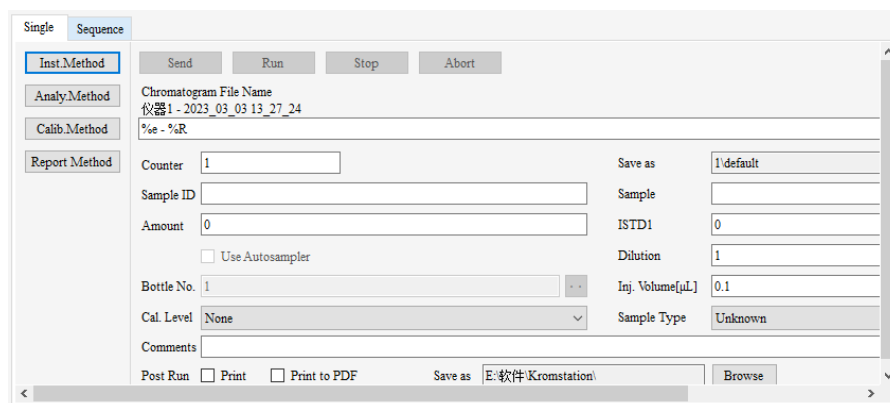 Single Sequence
Inst.Method Send Run Stop Abort
Analy.Method Chromatogram File Name
仪器1 - 2023_03_03 13_27_24
Calib.Method %e - %R
Report Method Counter 1 Save as 1\default
Sample ID Sample
Amount 0 ISTD1 0
Use Autosampler Dilution 1
Bottle No. 1 .. Inj. Volume[µL] 0.1
Cal. Level None Sample Type Unknown
Comments
Post Run Print Print to PDF Save as E:\软件\Kromstation\ Browse